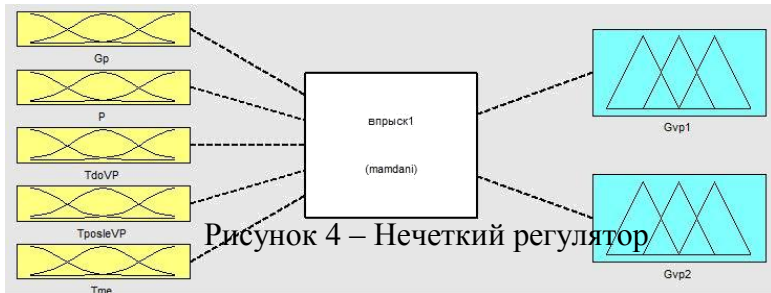 Gp
P
TdoVP
TposleVP
Tme
впрыск1
(mamdani)
Gvp1
Gvp2
Рисунок 4 – Нечеткий регулятор